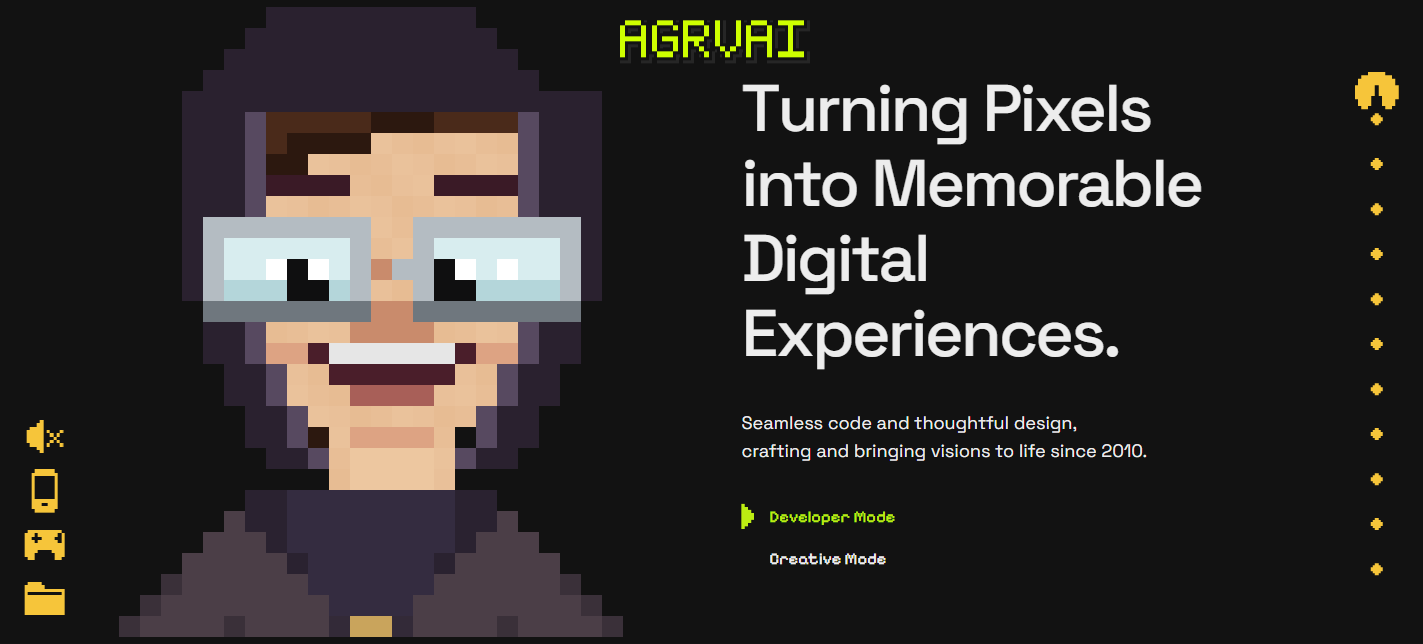 AGRVAI
Turning Pixels
into Memorable
Digital
Experiences.
Seamless code and thoughtful design,
crafting and bringing visions to life since 2010.
Developer Mode
Creative Mode